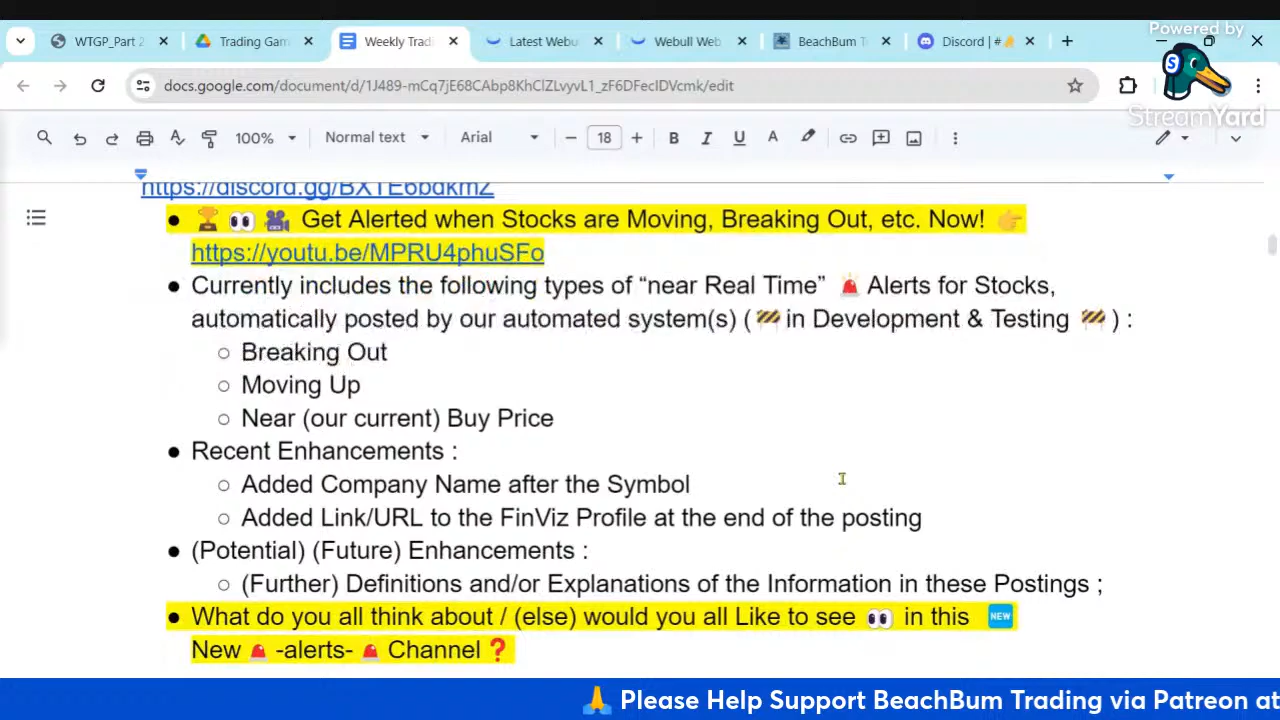 Powered by
WTGP_Part 2
Trading Gam
Weekly Tradi
Latest Webu
Webull Web
BeachBum T
Discord | #
docs.google.com/document/d/1J489-mCq7jE6NCAbp8KhClZLvyvL1_zF6DFecIDVcmk/edit
StreamYard
100%
Normal text
Arial
18
B
I
U
A
https://discord.gg/BXTE6bdkmZ
● 🏆 👀 🎥 Get Alerted when Stocks are Moving, Breaking Out, etc. Now! 👉
https://youtu.be/MPRU4phuSFo
● Currently includes the following types of “near Real Time” 🚨 Alerts for Stocks,
automatically posted by our automated system(s) ( 🚧 in Development & Testing 🚧 ) :
○ Breaking Out
○ Moving Up
○ Near (our current) Buy Price
● Recent Enhancements :
○ Added Company Name after the Symbol
○ Added Link/URL to the FinViz Profile at the end of the posting
● (Potential) (Future) Enhancements :
○ (Further) Definitions and/or Explanations of the Information in these Postings ;
● What do you all think about / (else) would you all Like to see 👀 in this 🆕
New 🚨 -alerts- 🚨 Channel ❓
🙏 Please Help Support BeachBum Trading via Patreon at